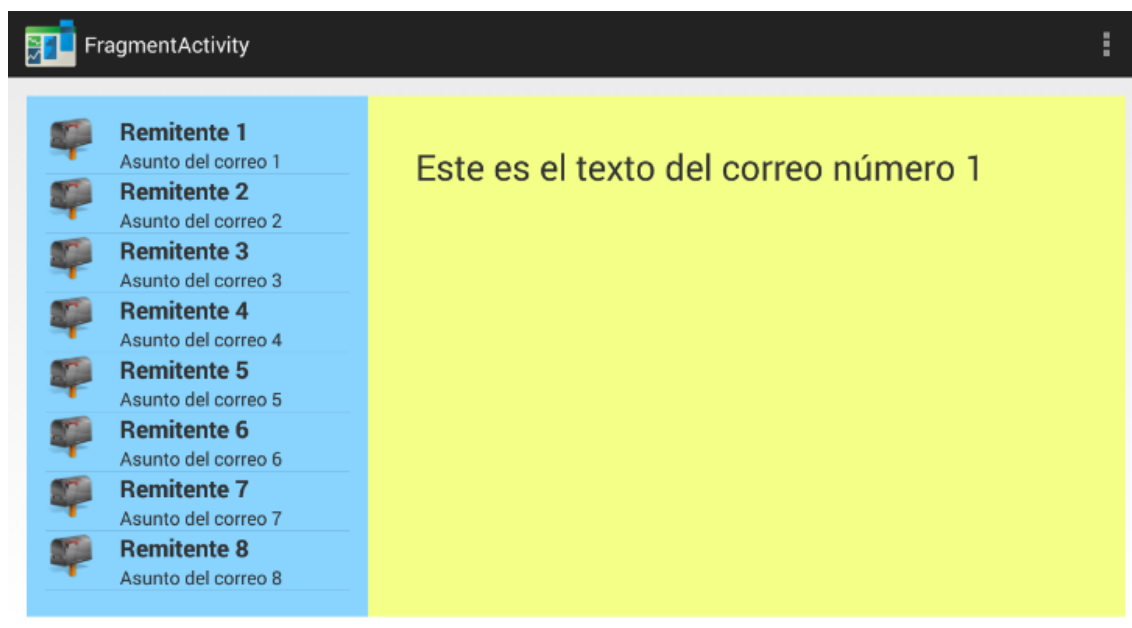 FragmentActivity
Remitente 1
Asunto del correo 1
Remitente 2
Asunto del correo 2
Remitente 3
Asunto del correo 3
Remitente 4
Asunto del correo 4
Remitente 5
Asunto del correo 5
Remitente 6
Asunto del correo 6
Remitente 7
Asunto del correo 7
Remitente 8
Asunto del correo 8
Este es el texto del correo número 1